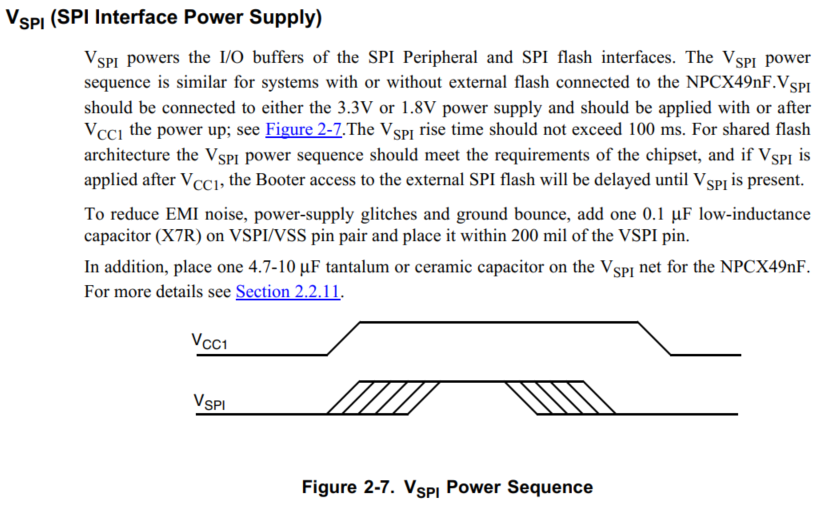 VSPI (SPI Interface Power Supply)
VSPI powers the I/O buffers of the SPI Peripheral and SPI flash interfaces. The VSPI power
sequence is similar for systems with or without external flash connected to the NPCX49nF.VSPI
should be connected to either the 3.3V or 1.8V power supply and should be applied with or after
VCC1 the power up; see Figure 2-7.The VSPI rise time should not exceed 100 ms. For shared flash
architecture the VSPI power sequence should meet the requirements of the chipset, and if VSPI is
applied after VCC1, the Booter access to the external SPI flash will be delayed until VSPI is present.
To reduce EMI noise, power-supply glitches and ground bounce, add one 0.1 µF low-inductance
capacitor (X7R) on VSPI/VSS pin pair and place it within 200 mil of the VSPI pin.
In addition, place one 4.7-10 µF tantalum or ceramic capacitor on the VSPI net for the NPCX49nF.
For more details see Section 2.2.11.
VCC1
VSPI
Figure 2-7. VSPI Power Sequence